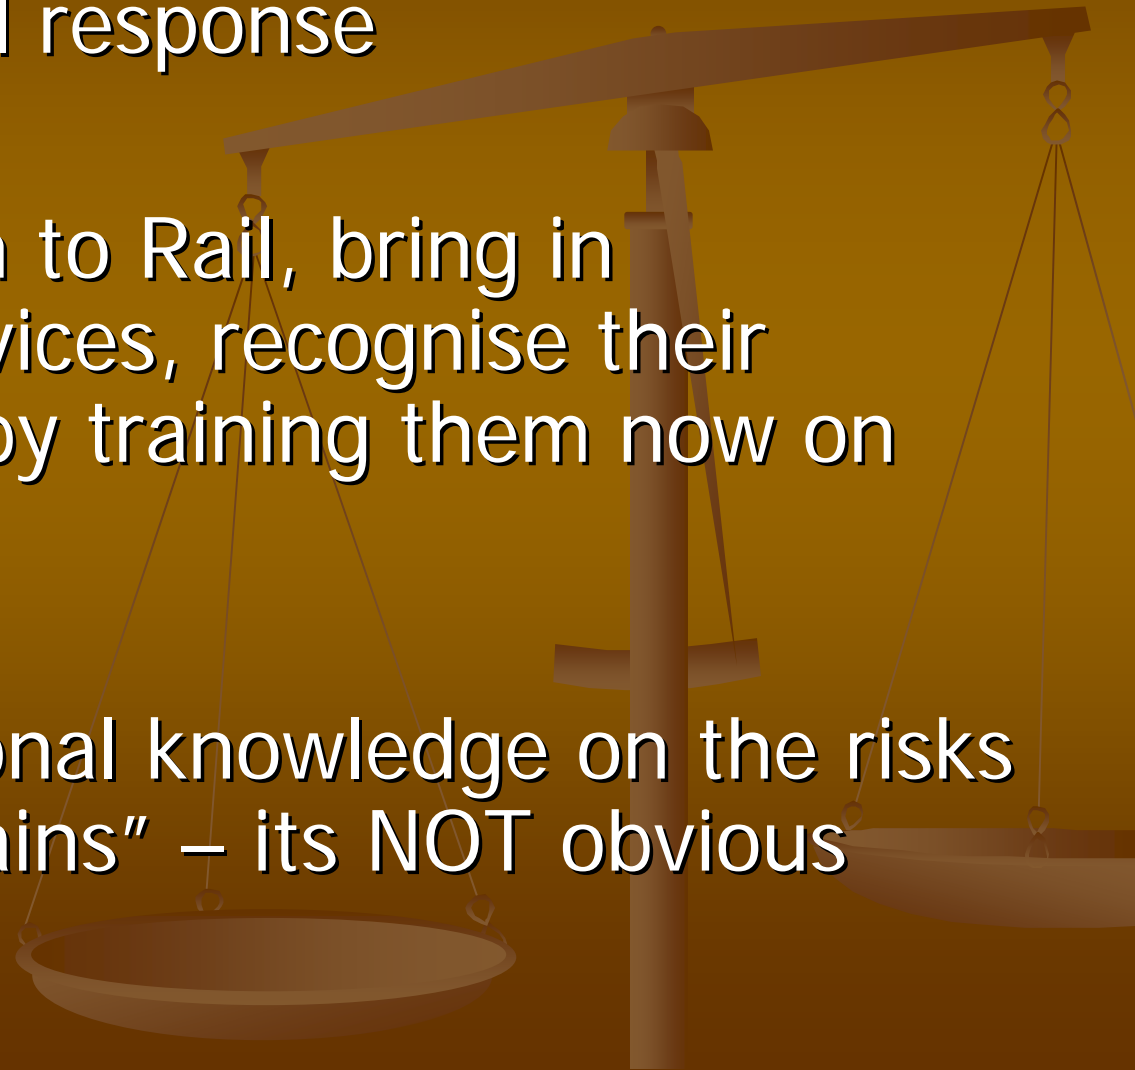 response
to Rail, bring in
vices, recognise their
by training them now on
onal knowledge on the risks
ains” – its NOT obvious